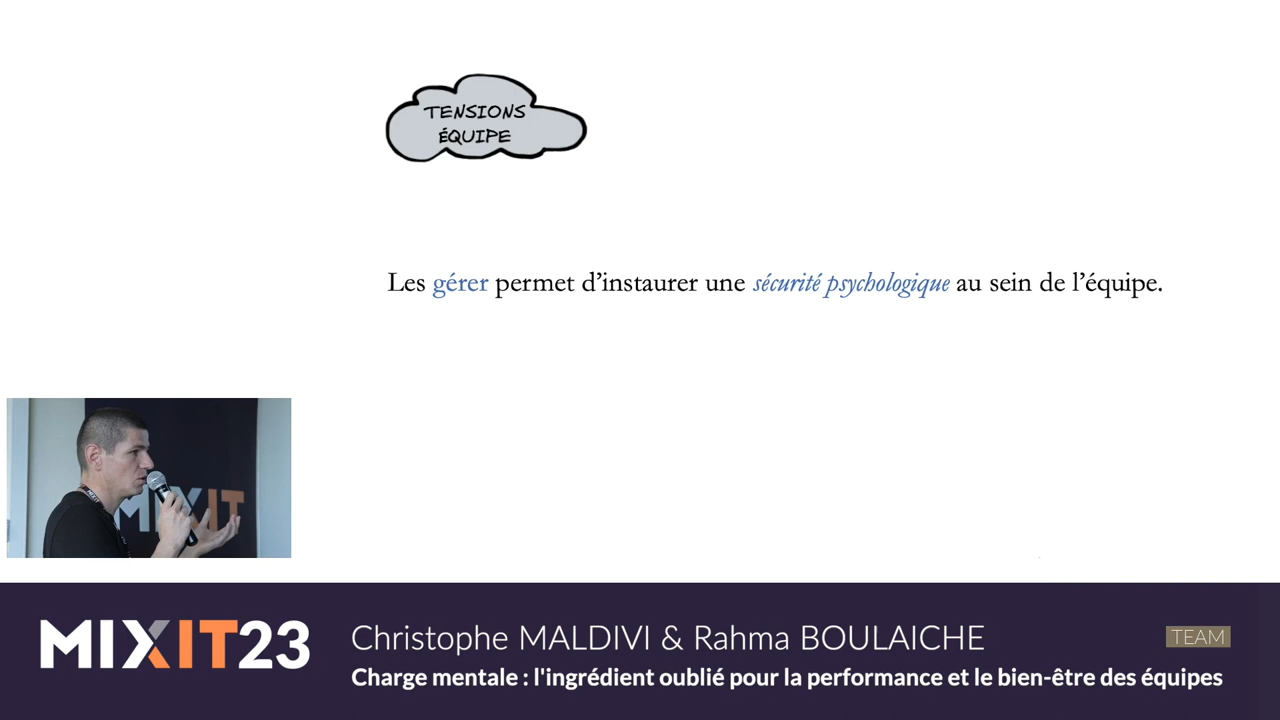 TENSIONS
ÉQUIPE
Les gérer permet d’instaurer une sécurité psychologique au sein de l’équipe.
MIXIT
MIXIT23
Christophe MALDIVI & Rahma BOULAICHE
TEAM
Charge mentale : l'ingrédient oublié pour la performance et le bien-être des équipes